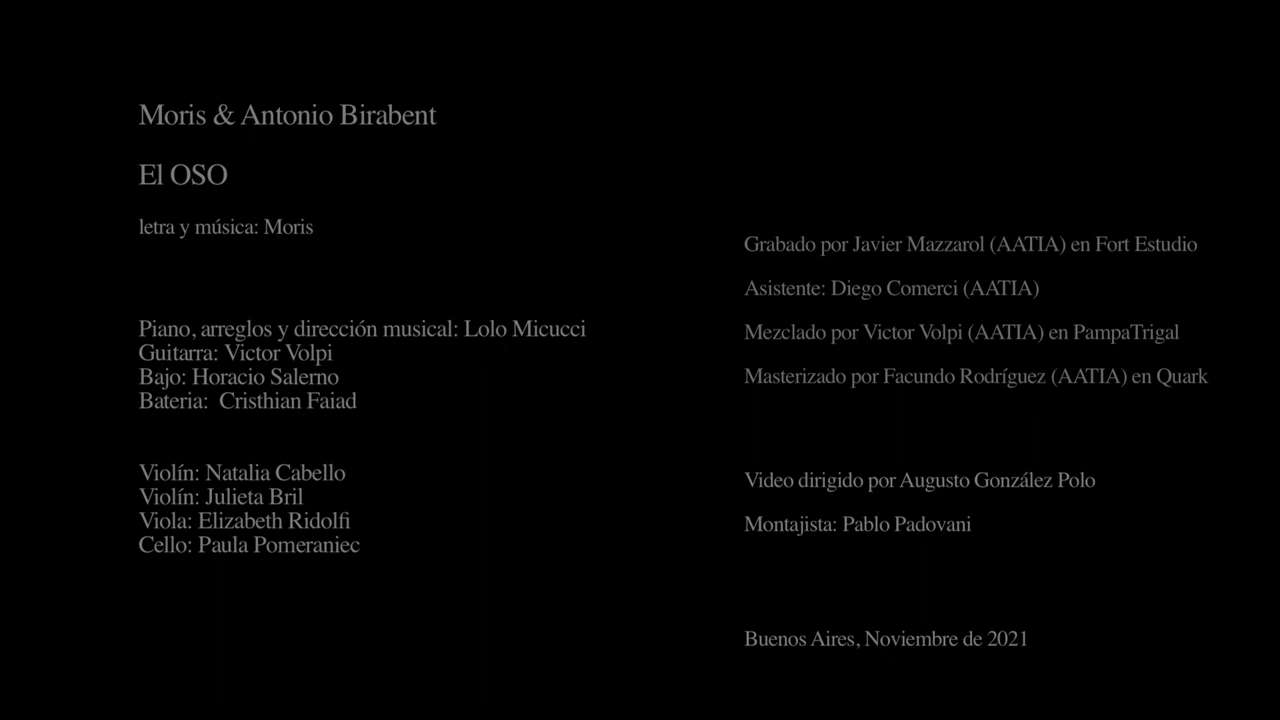 Moris & Antonio Birabent
El OSO
letra y música: Moris
Piano, arreglos y dirección musical: Lolo Micucci
Guitarra: Victor Volpi
Bajo: Horacio Salerno
Bateria:  Cristhian Faiad
Violín: Natalia Cabello
Violín: Julieta Bril
Viola: Elizabeth Ridolfi
Cello: Paula Pomeraniec
Grabado por Javier Mazzarol (AATIA) en Fort Estudio
Asistente: Diego Comerci (AATIA)
Mezclado por Victor Volpi (AATIA) en PampaTrigal
Masterizado por Facundo Rodríguez (AATIA) en Quark
Video dirigido por Augusto González Polo
Montajista: Pablo Padovani
Buenos Aires, Noviembre de 2021